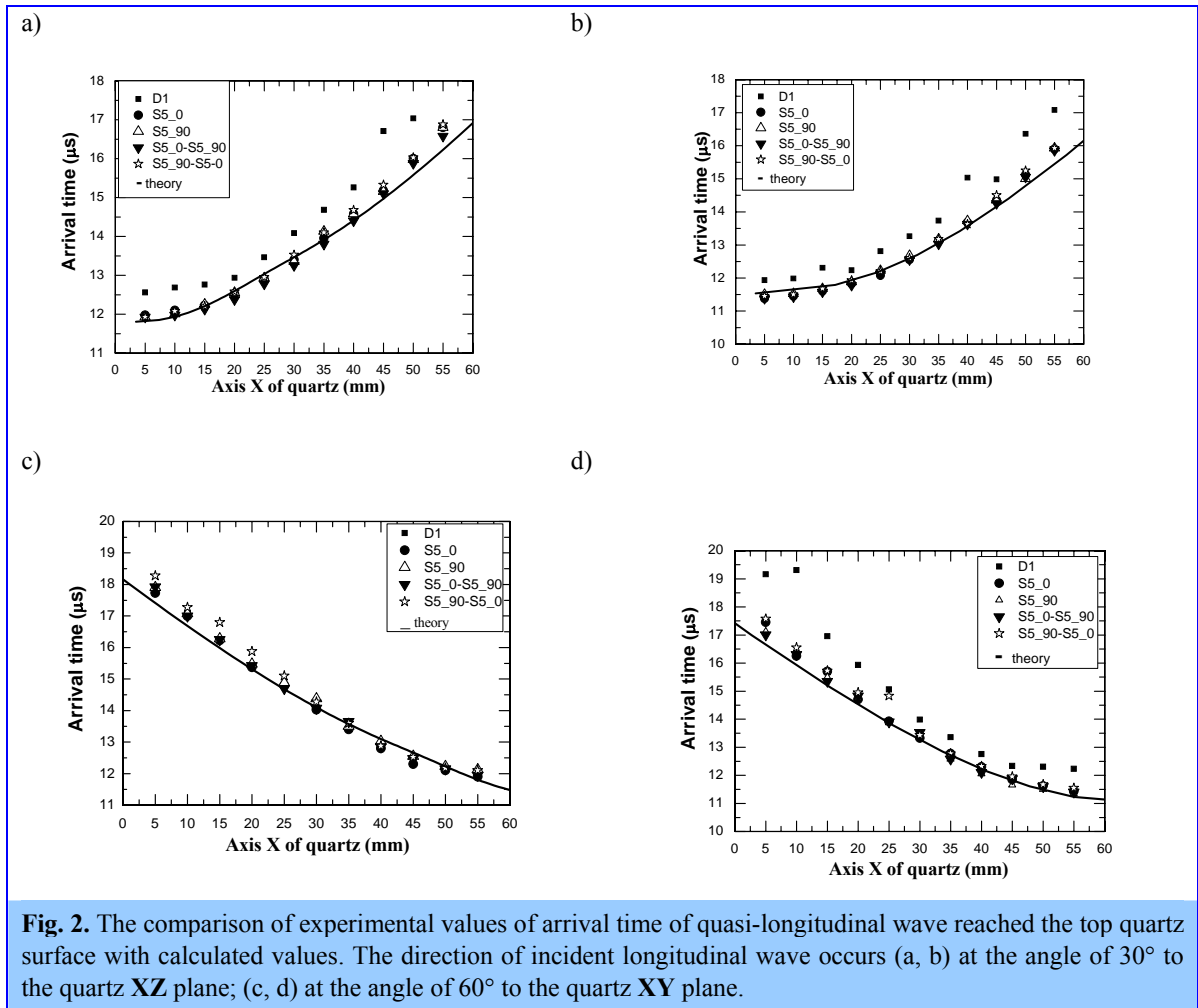 a)
18
17
16
15
14
13
12
11
Arrival time (μs)
D1
S5_0
S5_90
S5_0-S5_90
S5_90-S5-0
theory
0 5 10 15 20 25 30 35 40 45 50 55 60
Axis X of quartz (mm)
b)
18
17
16
15
14
13
12
11
10
Arrival time (μs)
D1
S5_0
S5_90
S5_0-S5_90
S5_90-S5_0
theory
0 5 10 15 20 25 30 35 40 45 50 55 60
Axis X of quartz (mm)
c)
20
19
18
17
16
15
14
13
12
11
Arrival time (μs)
D1
S5_0
S5_90
S5_0-S5_90
S5_90-S5_0
theory
0 5 10 15 20 25 30 35 40 45 50 55 60
Axis X of quartz (mm)
d)
20
19
18
17
16
15
14
13
12
11
10
Arrival time (μs)
D1
S5_0
S5_90
S5_0-S5_90
S5_90-S5_0
theory
0 5 10 15 20 25 30 35 40 45 50 55 60
Axis X of quartz (mm)
Fig. 2. The comparison of experimental values of arrival time of quasi-longitudinal wave reached the top quartz
surface with calculated values. The direction of incident longitudinal wave occurs (a, b) at the angle of 30° to
the quartz XZ plane; (c, d) at the angle of 60° to the quartz XY plane.